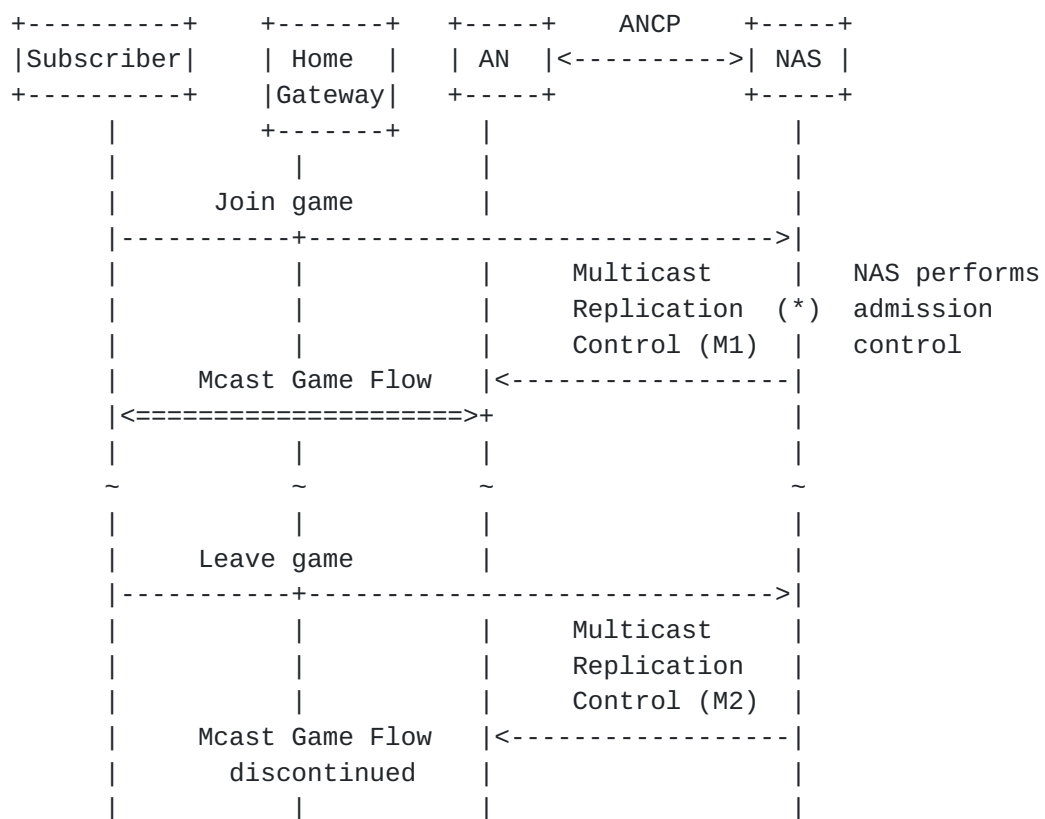 +----------+    +-------+   +-----+    ANCP    +-----+
|Subscriber|    | Home  |   | AN  |<---------->| NAS |
+----------+    |Gateway|   +-----+            +-----+
      |         +-------+      |                   |
      |           |            |                   |
      |      Join game         |                   |
      |-----------+------------------------------>|
      |           |           |     Multicast     |   NAS performs
      |           |           |     Replication  (*)  admission
      |           |           |     Control (M1)  |   control
      |     Mcast Game Flow   |<------------------|
      |<=====================>+                   |
      |           |           |                   |
      ~           ~           ~                   ~
      |           |           |                   |
      |     Leave game        |                   |
      |-----------+------------------------------>|
      |           |           |     Multicast     |
      |           |           |     Replication   |
      |           |           |     Control (M2)  |
      |     Mcast Game Flow   |<------------------|
      |       discontinued    |                   |
      |           |           |                   |